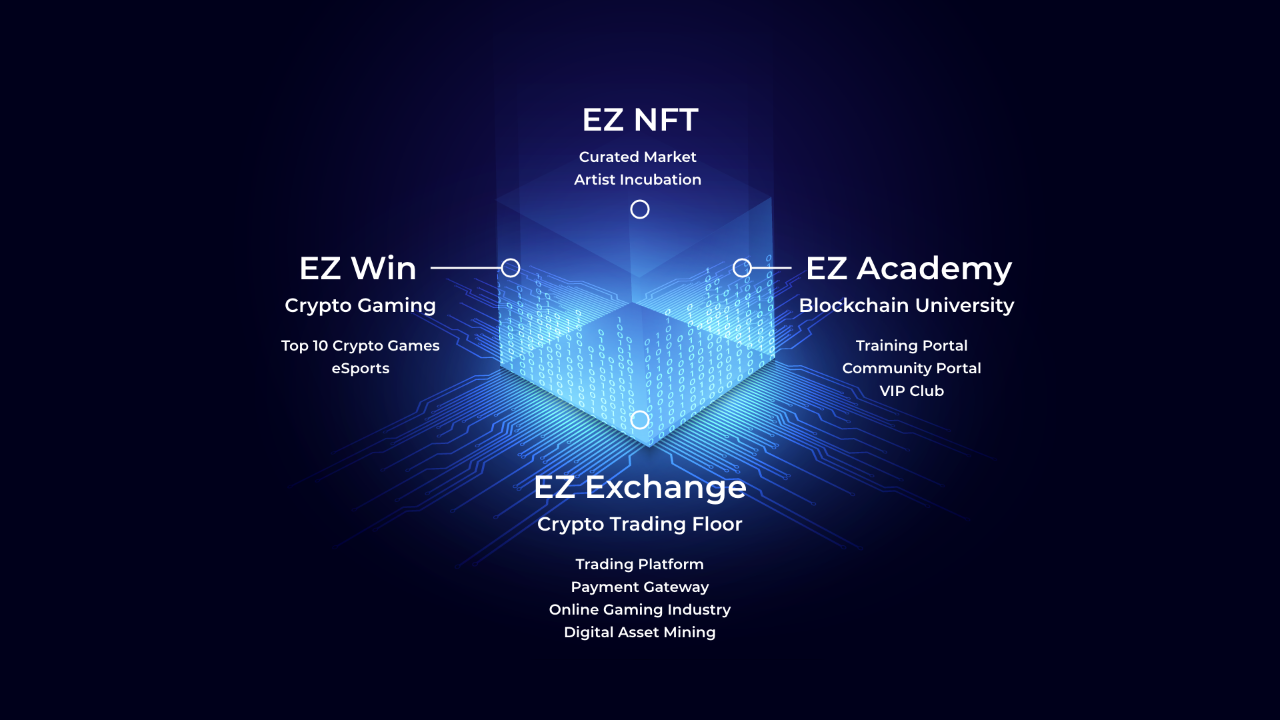 EZ NFT
Curated Market
Artist Incubation
EZ Win
Crypto Gaming
Top 10 Crypto Games
eSports
EZ Academy
Blockchain University
Training Portal
Community Portal
VIP Club
EZ Exchange
Crypto Trading Floor
Trading Platform
Payment Gateway
Online Gaming Industry
Digital Asset Mining